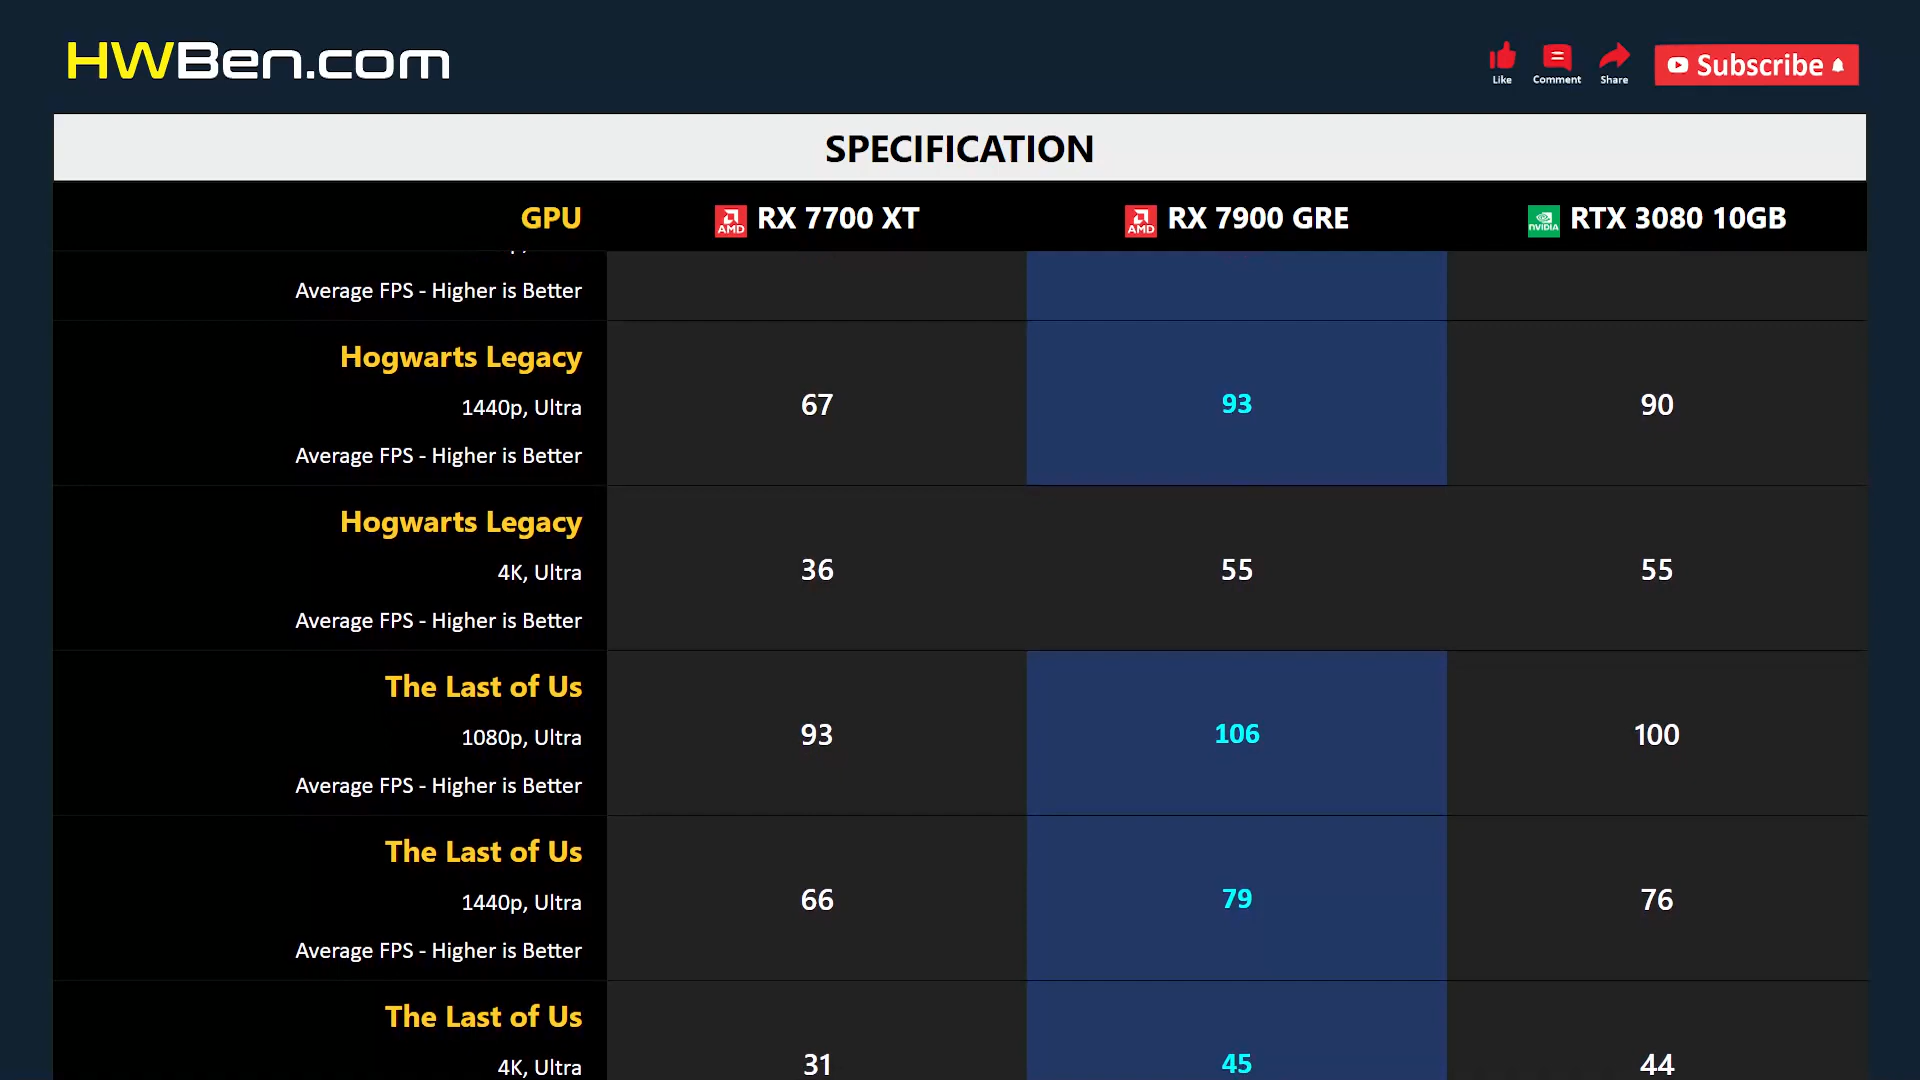 HWBen.com
Like
Comment
Share
Subscribe
SPECIFICATION
GPU
AMD RX 7700 XT
AMD RX 7900 GRE
NVIDIA RTX 3080 10GB
Average FPS - Higher is Better
Hogwarts Legacy
1440p, Ultra
67
93
90
Average FPS - Higher is Better
Hogwarts Legacy
4K, Ultra
36
55
55
Average FPS - Higher is Better
The Last of Us
1080p, Ultra
93
106
100
Average FPS - Higher is Better
The Last of Us
1440p, Ultra
66
79
76
Average FPS - Higher is Better
The Last of Us
4K, Ultra
31
45
44